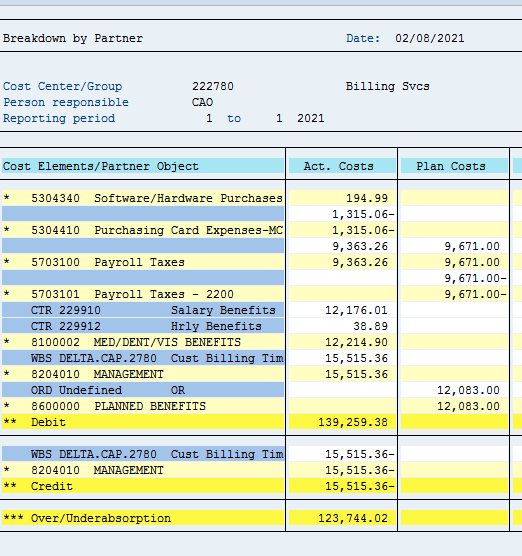 Breakdown by Partner Date: 02/08/2021
Cost Center/Group 222780 Billing Svcs
Person responsible CAO
Reporting period 1 to 1 2021
Cost Elements/Partner Object Act. Costs Plan Costs
* 5304340 Software/Hardware Purchases 194.99
1,315.06-
* 5304410 Purchasing Card Expenses-MC 1,315.06-
9,363.26 9,671.00
* 5703100 Payroll Taxes 9,363.26 9,671.00
9,671.00-
* 5703101 Payroll Taxes - 2200 9,671.00-
CTR 229910 Salary Benefits 12,176.01
CTR 229912 Hrly Benefits 38.89
* 8100002 MED/DENT/VIS BENEFITS 12,214.90
WBS DELTA.CAP.2780 Cust Billing Tim 15,515.36
* 8204010 MANAGEMENT 15,515.36
ORD Undefined OR 12,083.00
* 8600000 PLANNED BENEFITS 12,083.00
** Debit 139,259.38
WBS DELTA.CAP.2780 Cust Billing Tim 15,515.36-
* 8204010 MANAGEMENT 15,515.36-
** Credit 15,515.36-
*** Over/Underabsorption 123,744.02